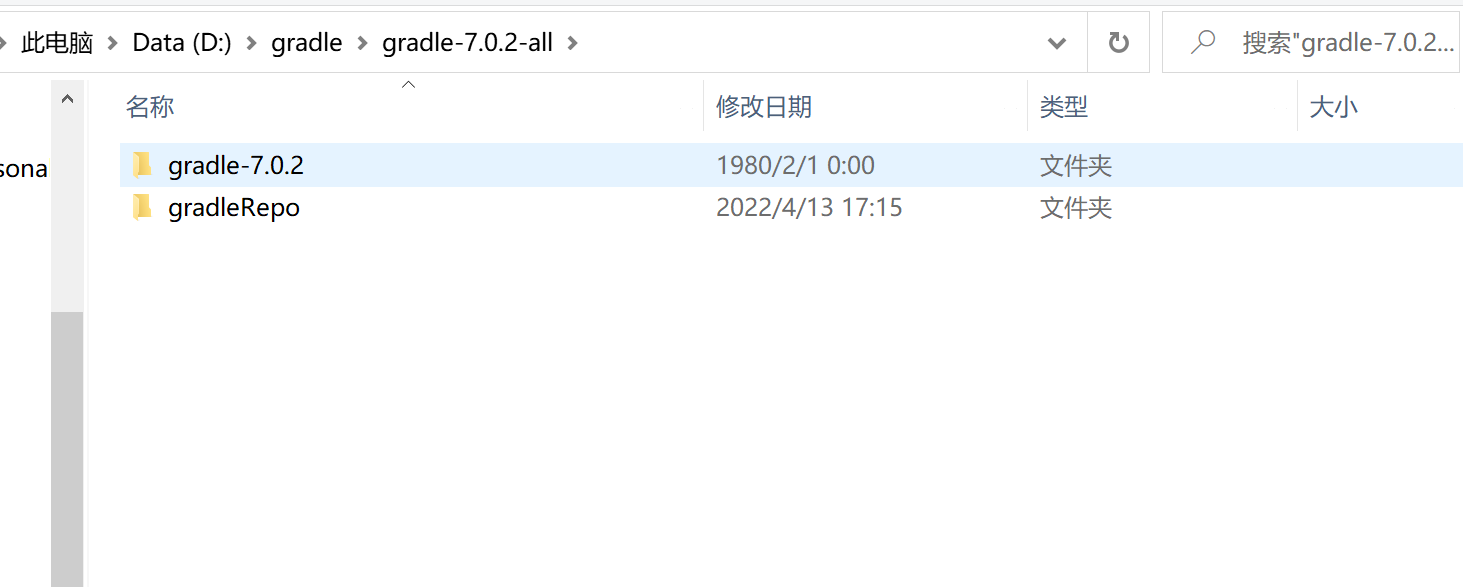 此电脑 > Data (D:) > gradle > gradle-7.0.2-all >
搜索"gradle-7.0.2...
名称 修改日期 类型 大小
sona
gradle-7.0.2 1980/2/1 0:00 文件夹
gradleRepo 2022/4/13 17:15 文件夹